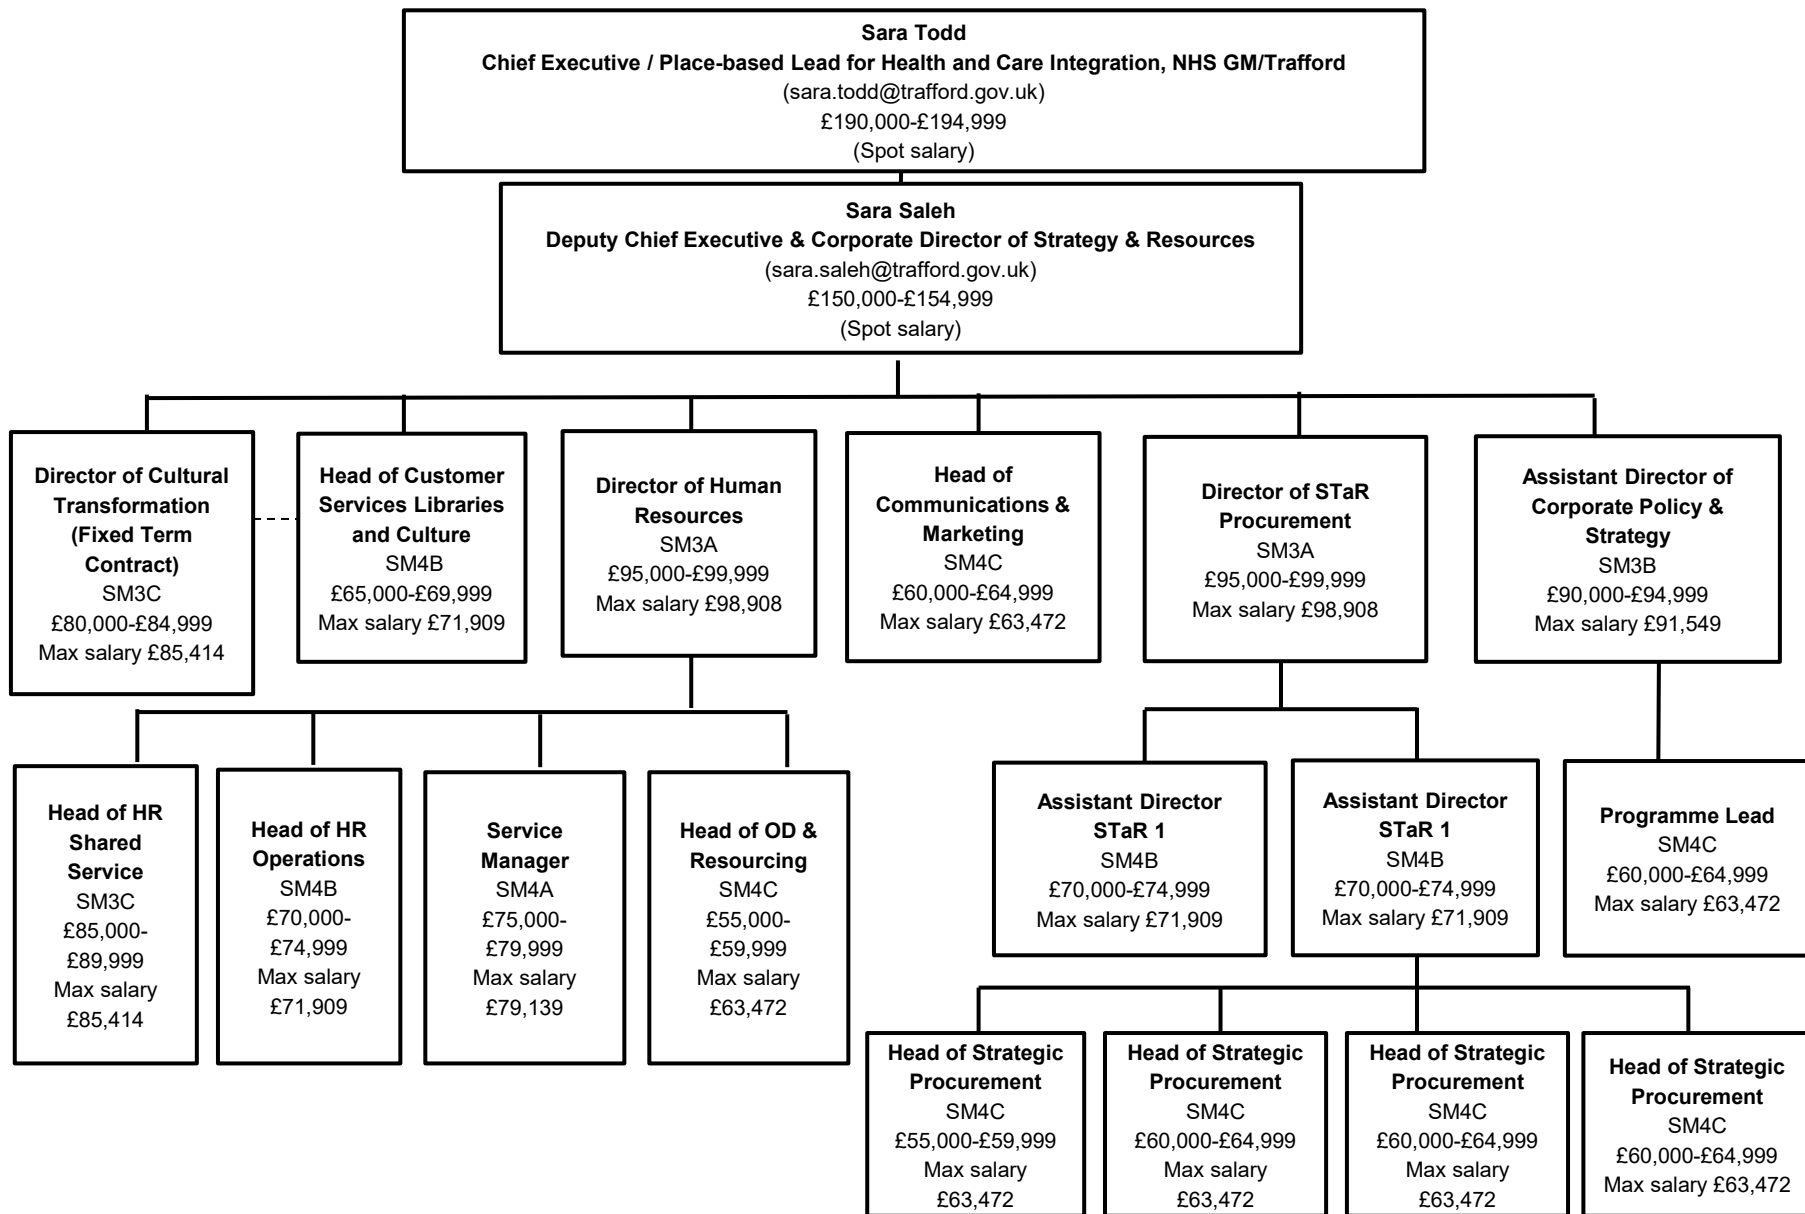 Sara Todd
Chief Executive / Place-based Lead for Health and Care Integration, NHS GM/Trafford
(sara.todd@trafford.gov.uk)
£190,000-£194,999
(Spot salary)
Sara Saleh
Deputy Chief Executive & Corporate Director of Strategy & Resources
(sara.saleh@trafford.gov.uk)
£150,000-£154,999
(Spot salary)
Director of Cultural
Transformation
(Fixed Term
Contract)
SM3C
£80,000-£84,999
Max salary £85,414
Head of Customer
Services Libraries
and Culture
SM4B
£65,000-£69,999
Max salary £71,909
Director of Human
Resources
SM3A
£95,000-£99,999
Max salary £98,908
Head of
Communications &
Marketing
SM4C
£60,000-£64,999
Max salary £63,472
Director of STaR
Procurement
SM3A
£95,000-£99,999
Max salary £98,908
Assistant Director of
Corporate Policy &
Strategy
SM3B
£90,000-£94,999
Max salary £91,549
Head of HR
Shared
Service
SM3C
£85,000-
£89,999
Max salary
£85,414
Head of HR
Operations
SM4B
£70,000-
£74,999
Max salary
£71,909
Service
Manager
SM4A
£75,000-
£79,999
Max salary
£79,139
Head of OD &
Resourcing
SM4C
£55,000-
£59,999
Max salary
£63,472
Assistant Director
STaR 1
SM4B
£70,000-£74,999
Max salary £71,909
Assistant Director
STaR 1
SM4B
£70,000-£74,999
Max salary £71,909
Programme Lead
SM4C
£60,000-£64,999
Max salary £63,472
Head of Strategic
Procurement
SM4C
£55,000-£59,999
Max salary
£63,472
Head of Strategic
Procurement
SM4C
£60,000-£64,999
Max salary
£63,472
Head of Strategic
Procurement
SM4C
£60,000-£64,999
Max salary
£63,472
Head of Strategic
Procurement
SM4C
£60,000-£64,999
Max salary £63,472